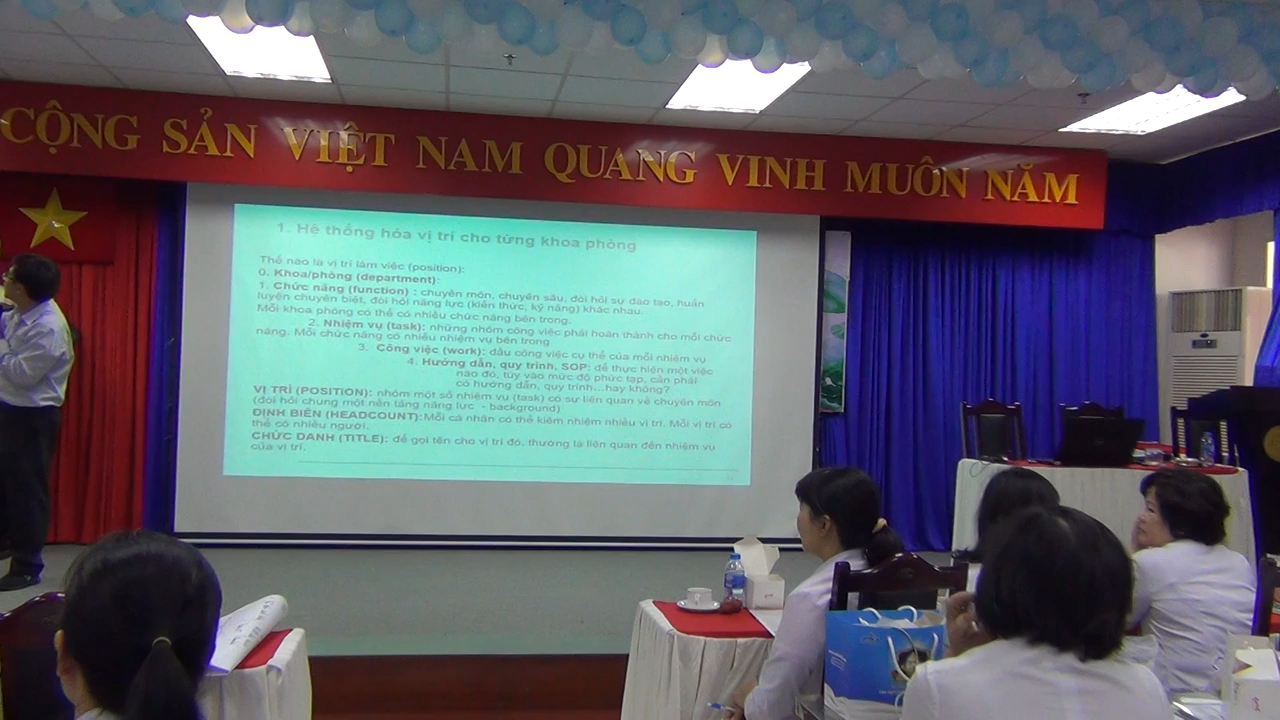 CỘNG SẢN VIỆT NAM QUANG VINH MUÔN NĂM
1. Hệ thống hóa vị trí cho từng khoa phòng
Thế nào là vị trí làm việc (position):
0. Khoa/phòng (department):
1. Chức năng (function) : chuyên môn, chuyên sâu, đòi hỏi sự đào tạo, huấn
luyện chuyên biệt, đòi hỏi năng lực (kiến thức, kỹ năng) khác nhau.
Mỗi khoa phòng có thể có nhiều chức năng bên trong.
2. Nhiệm vụ (task): những nhóm công việc phải hoàn thành cho mỗi chức
năng. Mỗi chức năng có nhiều nhiệm vụ bên trong
3. Công việc (work): đầu công việc cụ thể của mỗi nhiệm vụ
4. Hướng dẫn, quy trình, SOP: để thực hiện một việc
nào đó, tùy vào mức độ phức tạp, cần phải
có hướng dẫn, quy trình...hay không?
VỊ TRÍ (POSITION): nhóm một số nhiệm vụ (task) có sự liên quan về chuyên môn
(đòi hỏi chung một nền tảng năng lực - background)
ĐỊNH BIÊN (HEADCOUNT):Mỗi cá nhân có thể kiêm nhiệm nhiều vị trí. Mỗi vị trí có
thể có nhiều người.
CHỨC DANH (TITLE): để gọi tên cho vị trí đó, thường là liên quan đến nhiệm vụ
của vị trí.